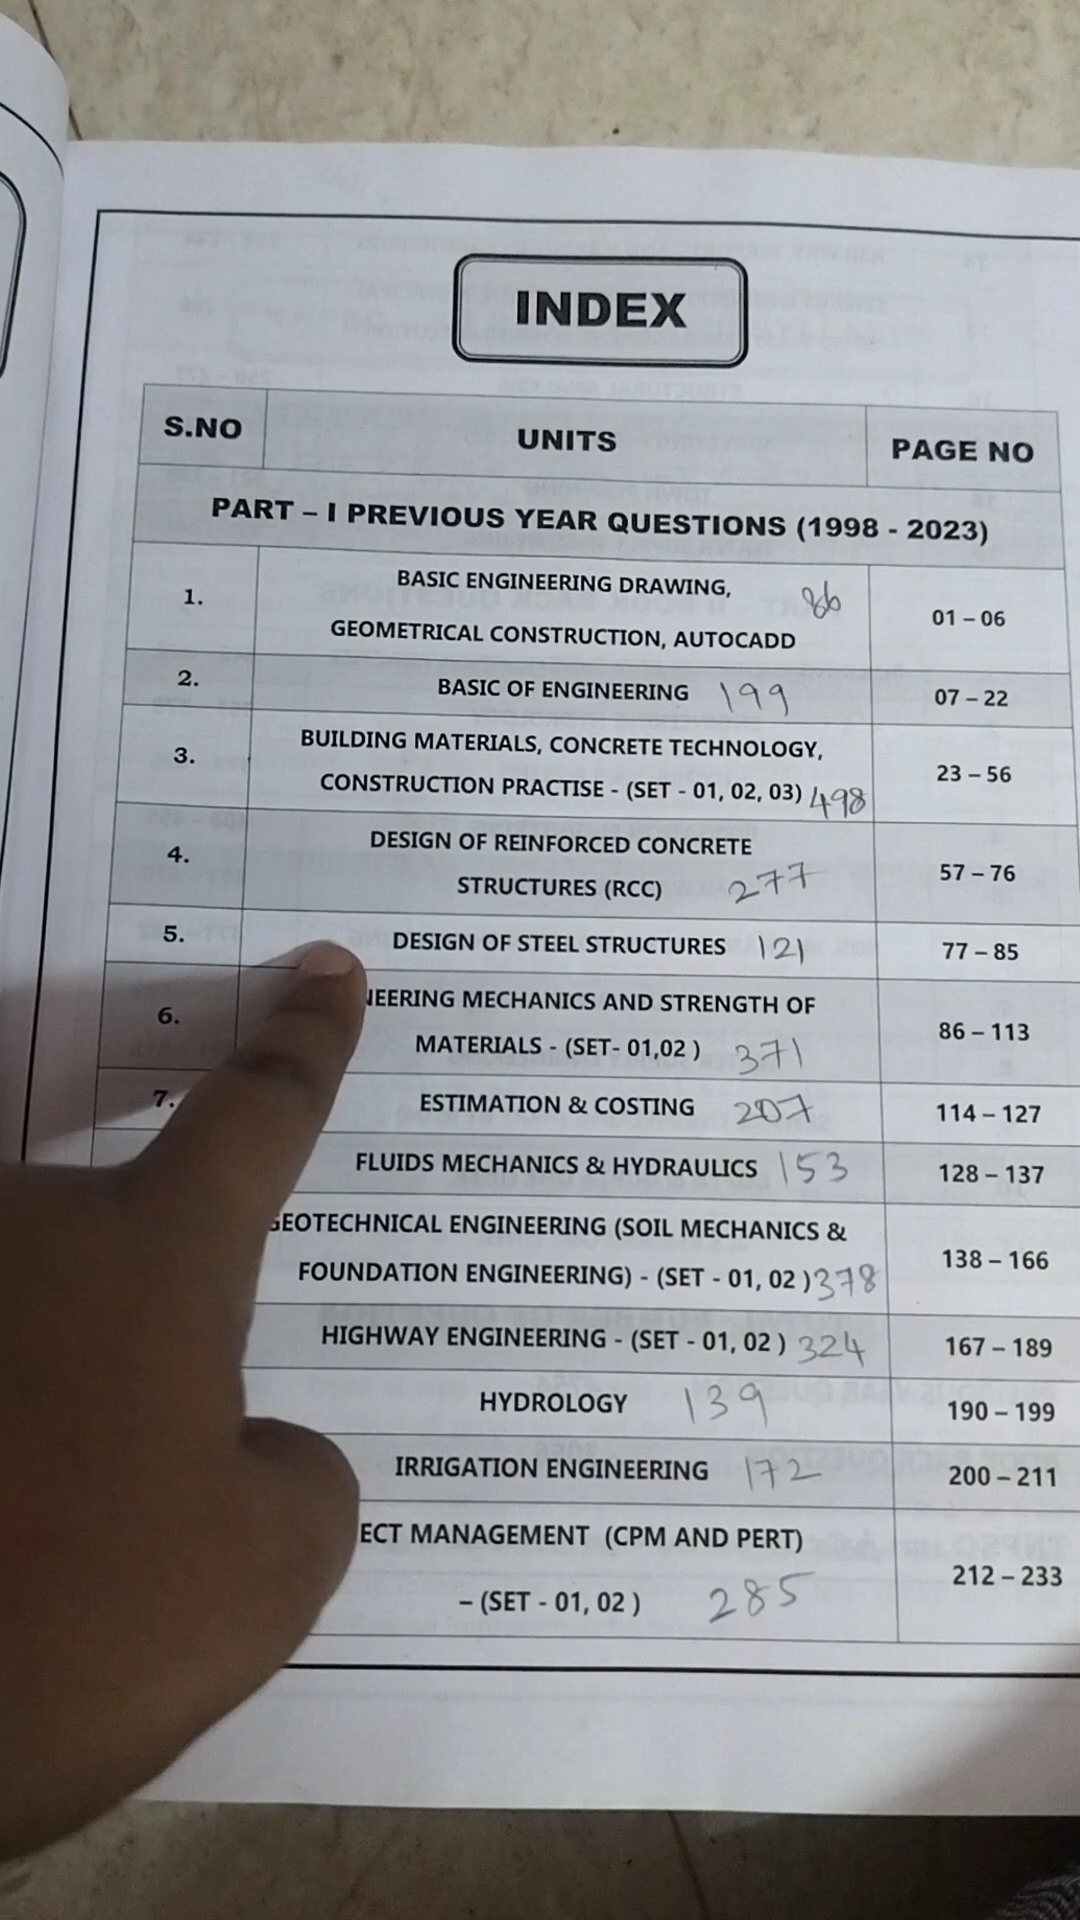 INDEX
S.NO UNITS PAGE NO
PART – I PREVIOUS YEAR QUESTIONS (1998 - 2023)
1. BASIC ENGINEERING DRAWING,
GEOMETRICAL CONSTRUCTION, AUTOCADD 86 01 – 06
2. BASIC OF ENGINEERING 199 07 – 22
3. BUILDING MATERIALS, CONCRETE TECHNOLOGY,
CONSTRUCTION PRACTISE - (SET - 01, 02, 03) 498 23 – 56
4. DESIGN OF REINFORCED CONCRETE
STRUCTURES (RCC) 277 57 – 76
5. DESIGN OF STEEL STRUCTURES 121 77 – 85
6. NEERING MECHANICS AND STRENGTH OF
MATERIALS - (SET- 01,02 ) 371 86 – 113
7. ESTIMATION & COSTING 207 114 – 127
FLUIDS MECHANICS & HYDRAULICS 153 128 – 137
GEOTECHNICAL ENGINEERING (SOIL MECHANICS &
FOUNDATION ENGINEERING) - (SET - 01, 02 ) 378 138 – 166
HIGHWAY ENGINEERING - (SET - 01, 02 ) 324 167 – 189
HYDROLOGY 139 190 – 199
IRRIGATION ENGINEERING 172 200 – 211
ECT MANAGEMENT (CPM AND PERT)
– (SET - 01, 02 ) 285 212 – 233